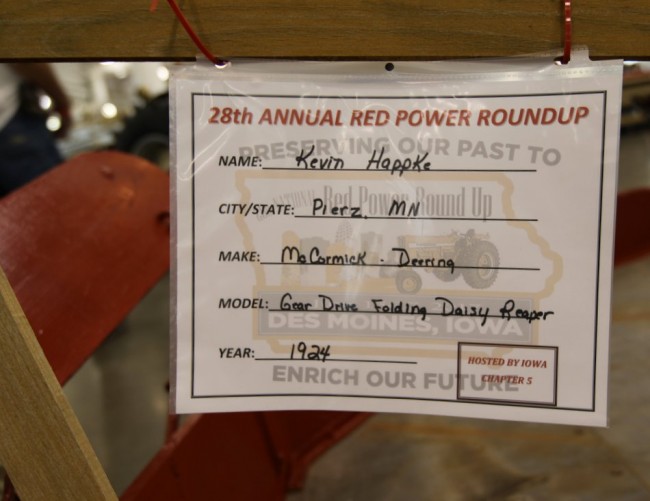 28th ANNUAL RED POWER ROUNDUP
PRESERVING OUR PAST TO
NAME: Kevin Happke
NATIONAL Red Power Round Up
CITY/STATE: Pierz, MN
MAKE: McCormick - Deering
MODEL: Gear Drive Folding Daisy Reaper
DES MOINES, IOWA
YEAR: 1924
HOSTED BY IOWA
CHAPTER 5
ENRICH OUR FUTURE